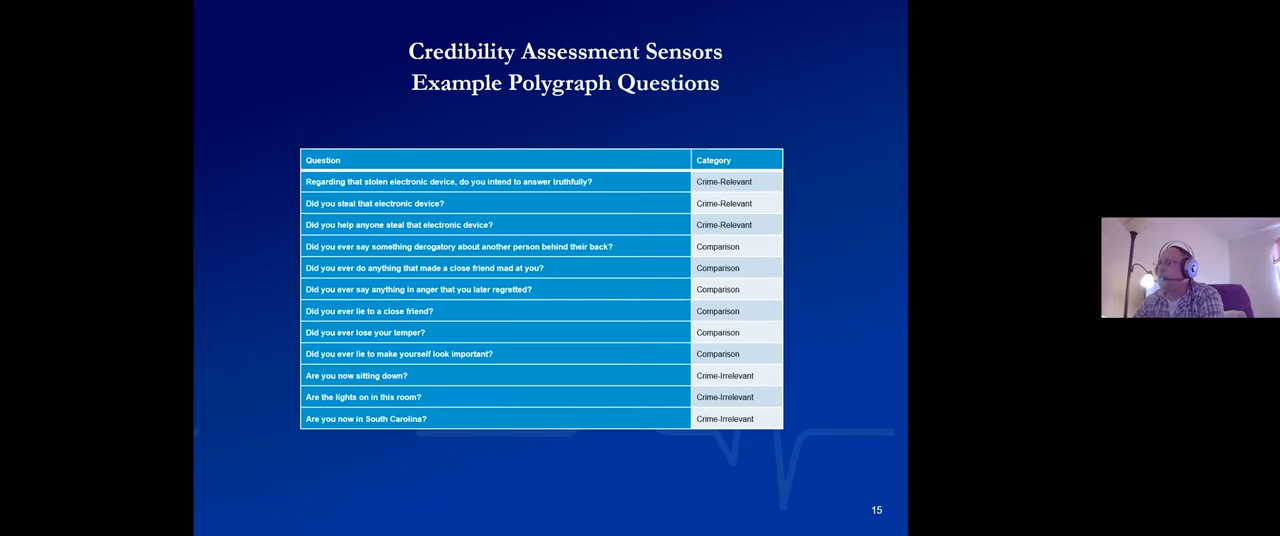 Credibility Assessment Sensors
Example Polygraph Questions
Question Category
Regarding that stolen electronic device, do you intend to answer truthfully? Crime-Relevant
Did you steal that electronic device? Crime-Relevant
Did you help anyone steal that electronic device? Crime-Relevant
Did you ever say something derogatory about another person behind their back? Comparison
Did you ever do anything that made a close friend mad at you? Comparison
Did you ever say anything in anger that you later regretted? Comparison
Did you ever lie to a close friend? Comparison
Did you ever lose your temper? Comparison
Did you ever lie to make yourself look important? Comparison
Are you now sitting down? Crime-Irrelevant
Are the lights on in this room? Crime-Irrelevant
Are you now in South Carolina? Crime-Irrelevant
15